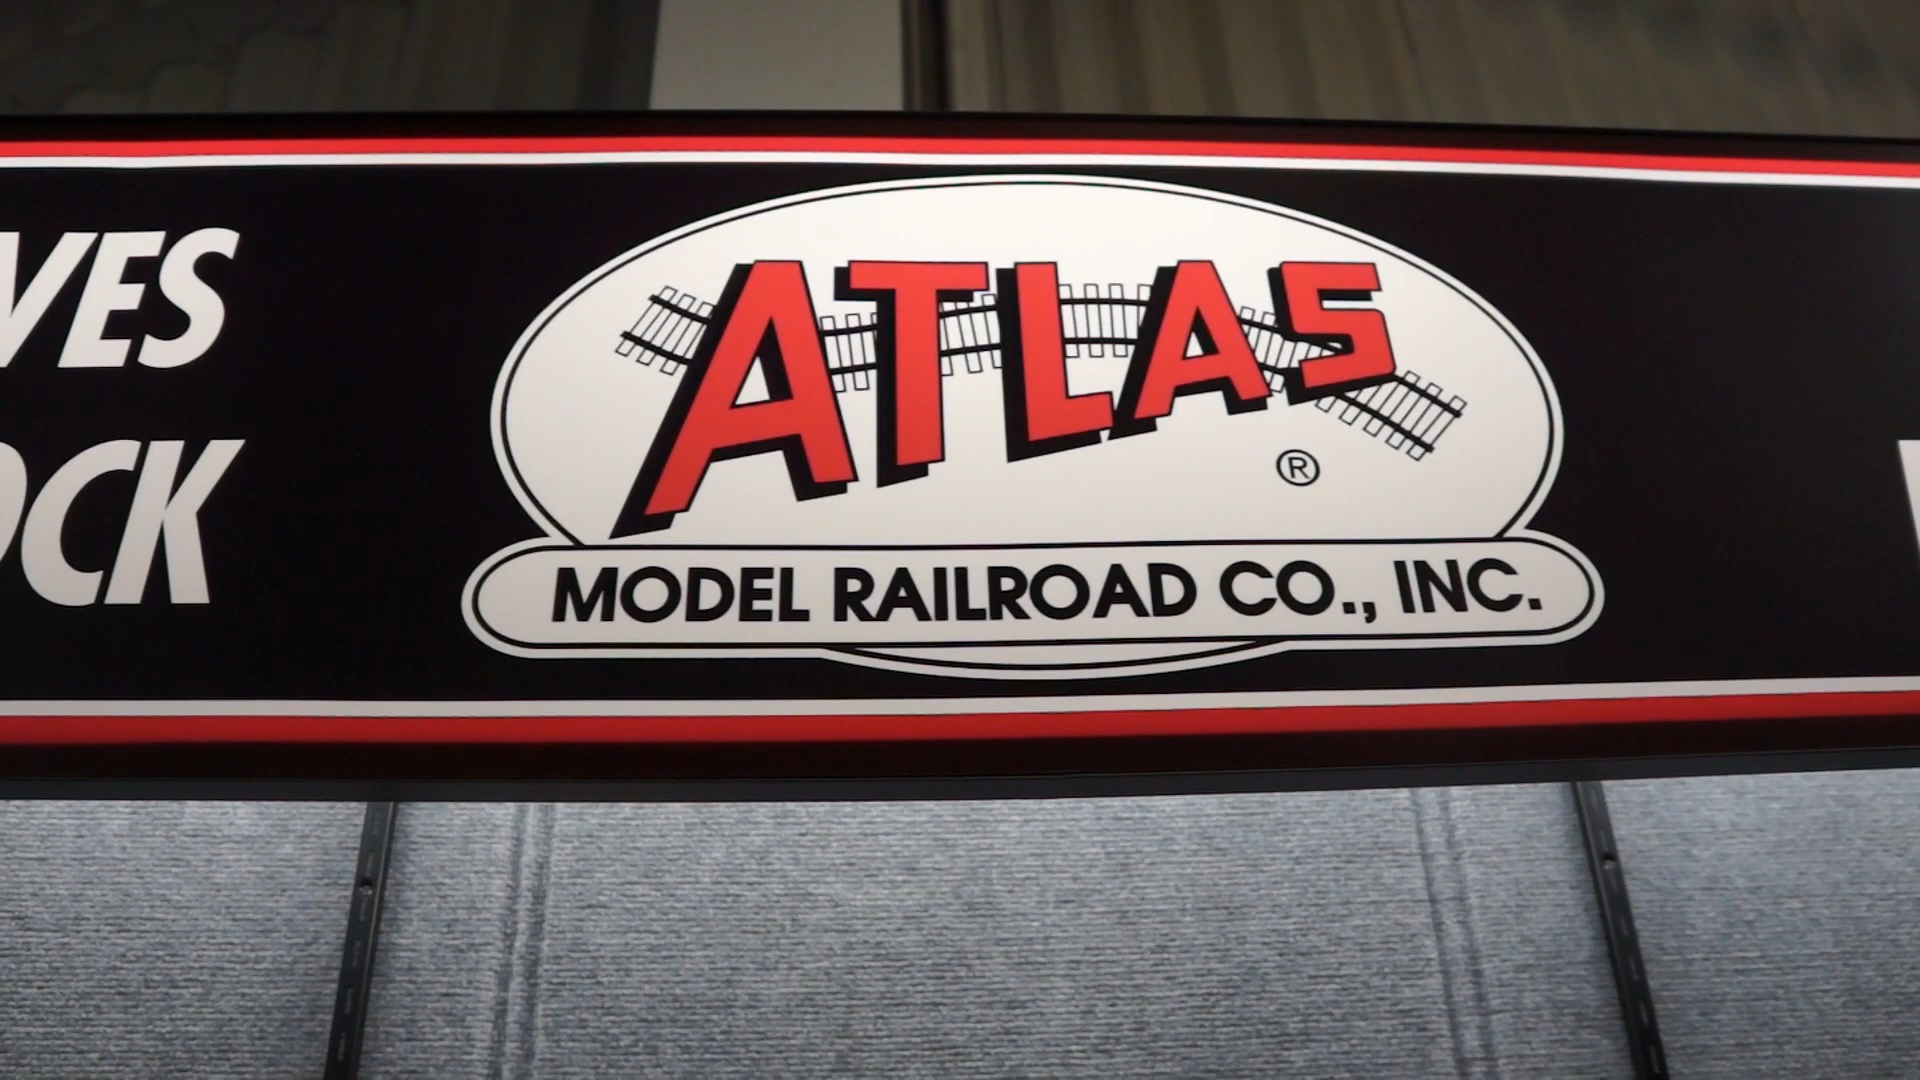 VES
OCK
ATLAS
®
MODEL RAILROAD CO., INC.